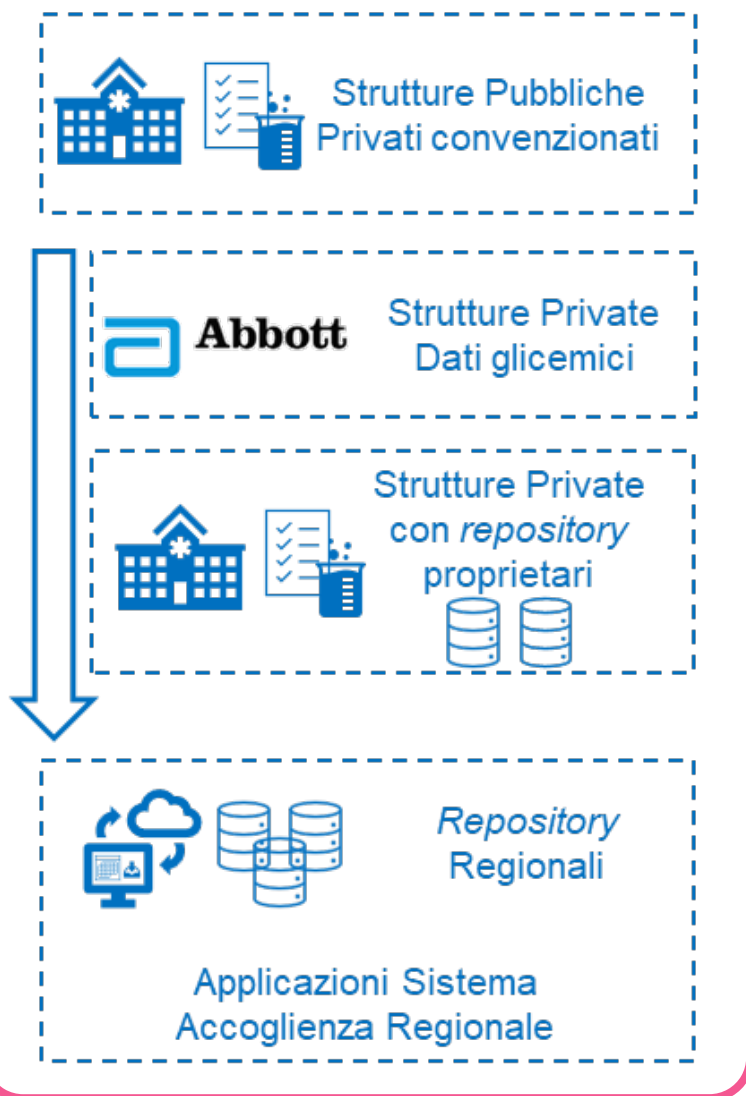 Strutture Pubbliche
Privati convenzionati
Abbott
Strutture Private
Dati glicemici
Strutture Private
con repository
proprietari
Repository
Regionali
Applicazioni Sistema
Accoglienza Regionale